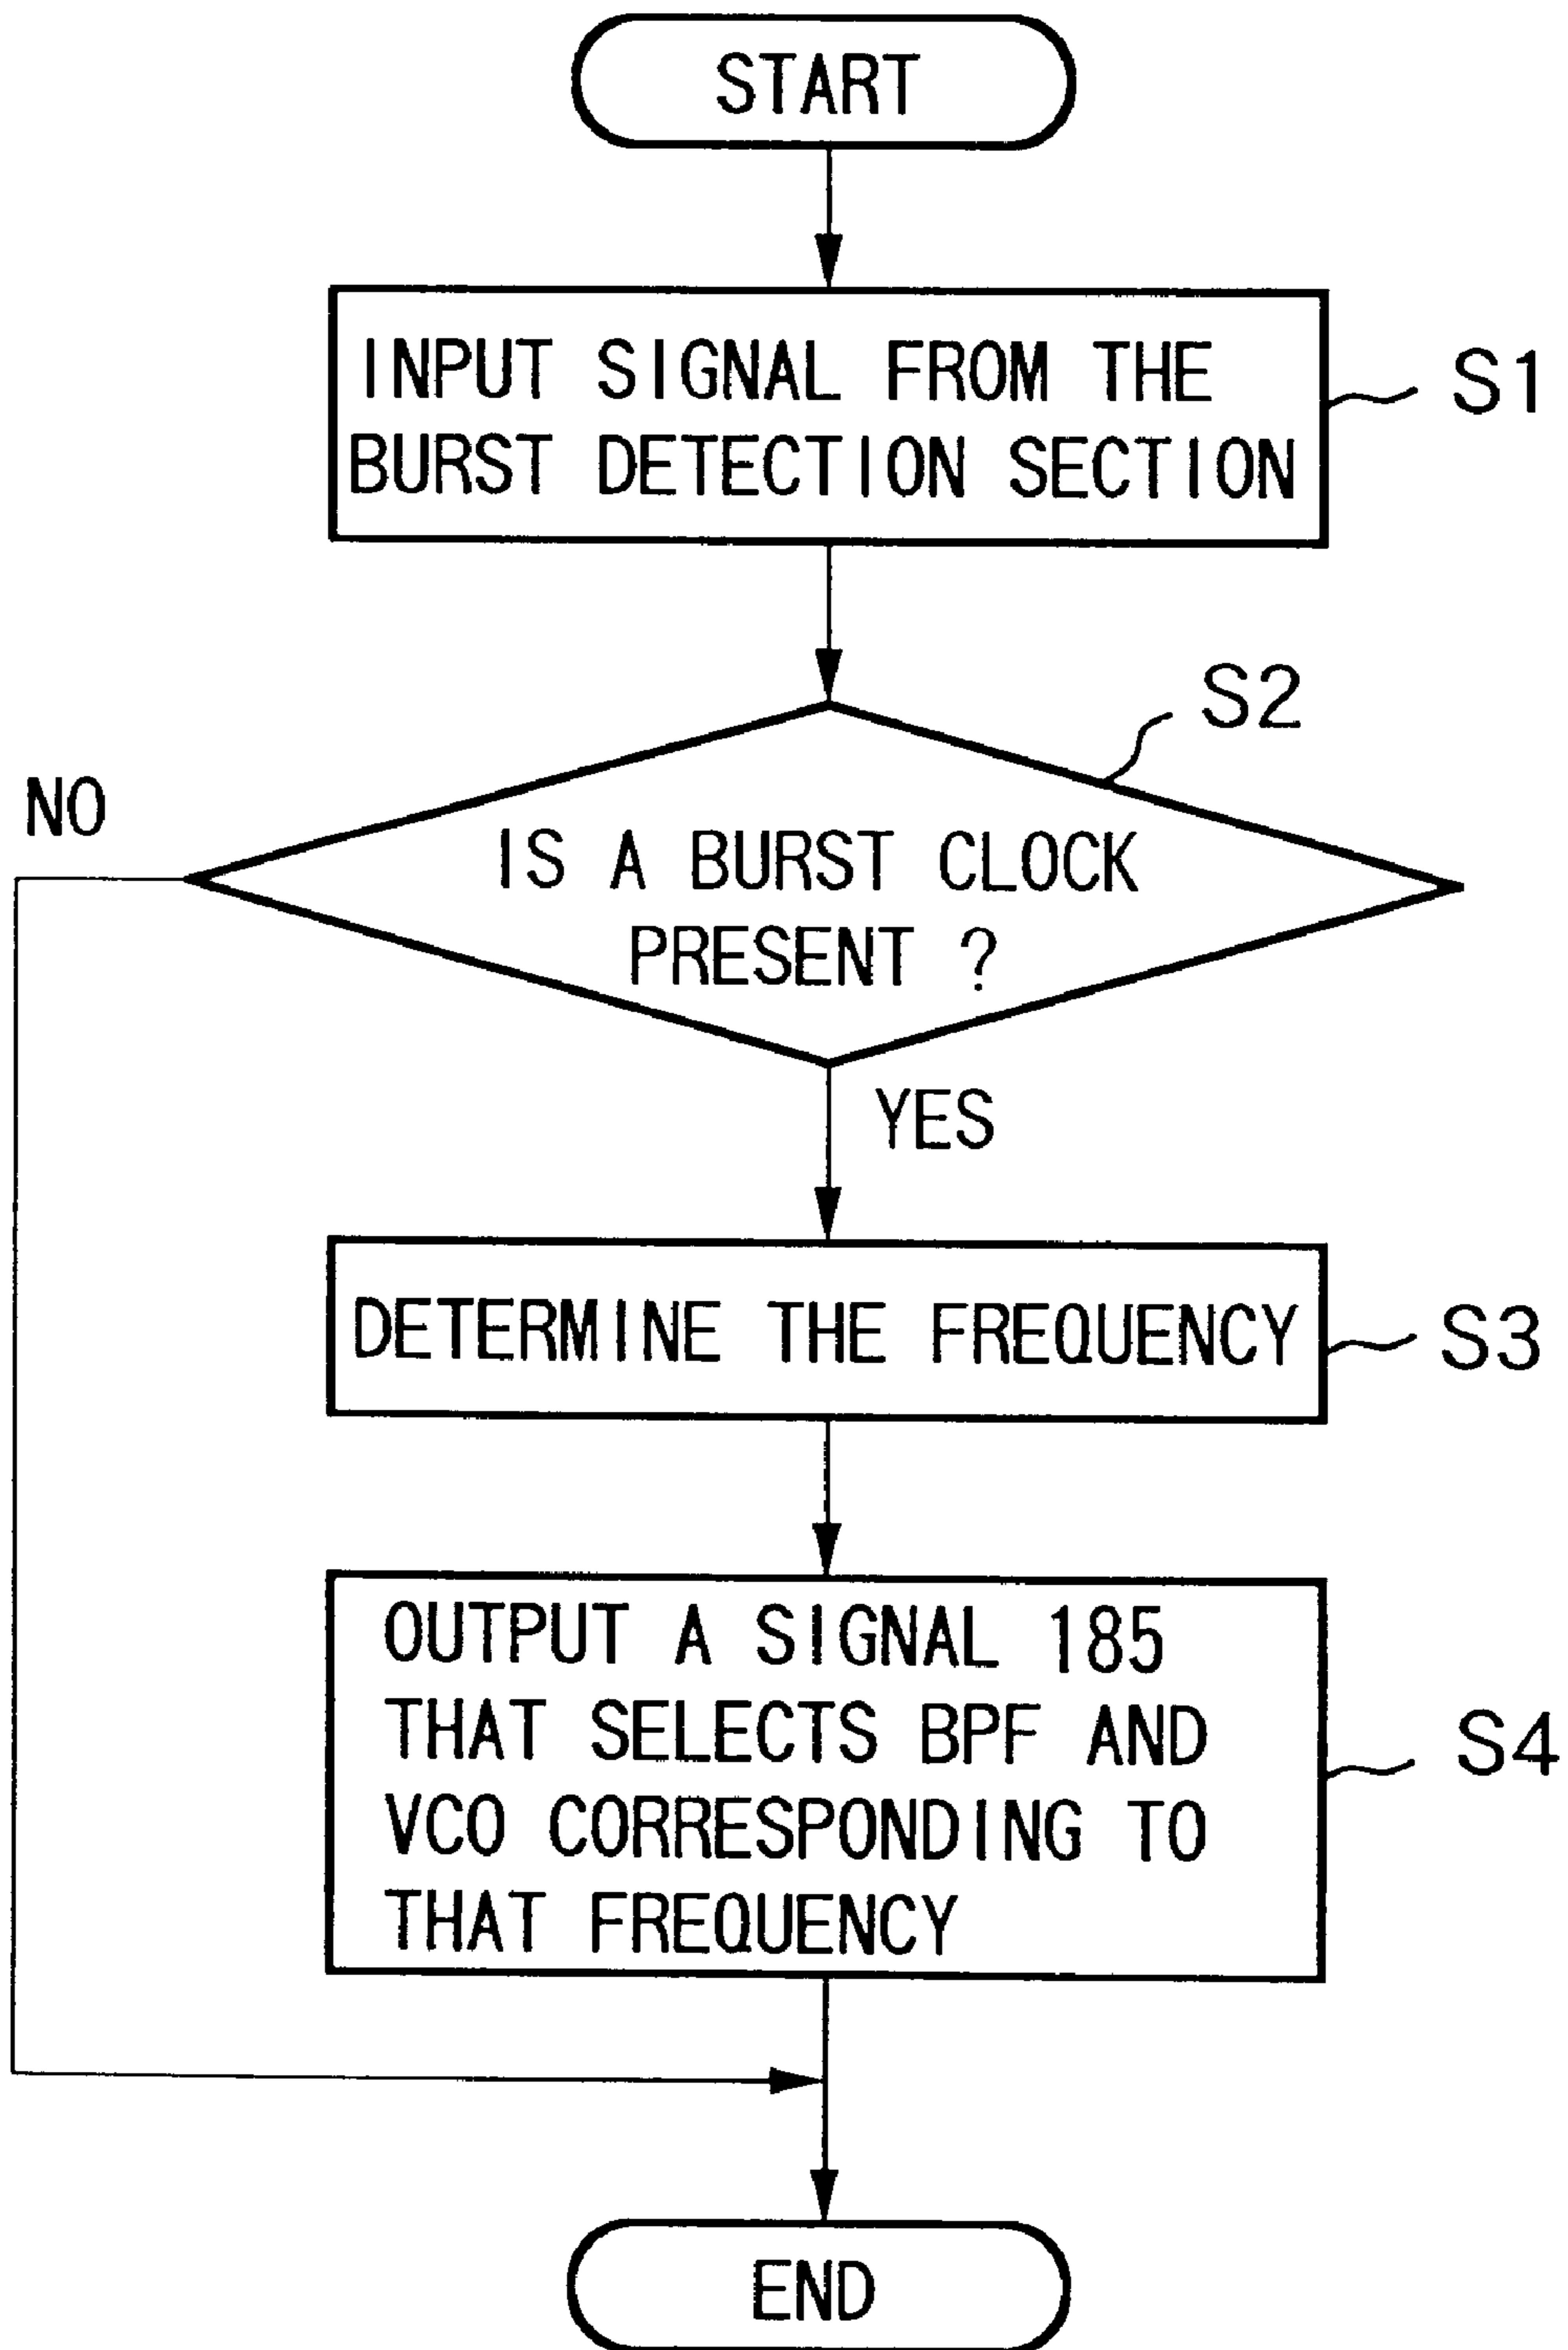 START
INPUT SIGNAL FROM THE
BURST DETECTION SECTION
S1
S2
NO
IS A BURST CLOCK
PRESENT ?
YES
DETERMINE THE FREQUENCY
S3
OUTPUT A SIGNAL 185
THAT SELECTS BPF AND
VCO CORRESPONDING TO
THAT FREQUENCY
S4
END